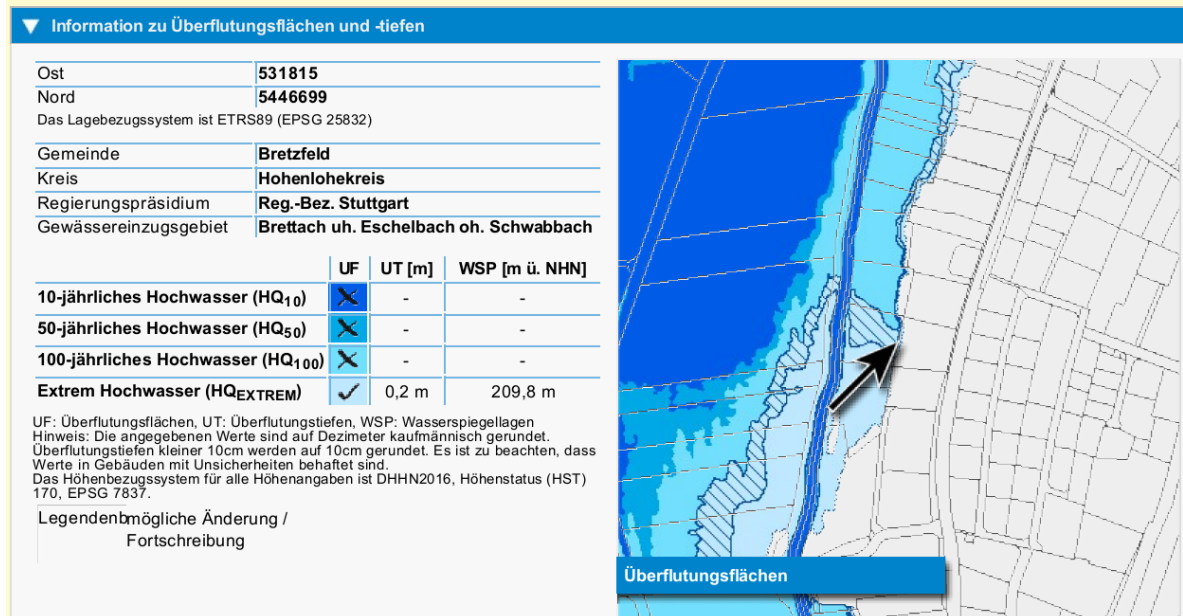 Information zu Überflutungsflächen und -tiefen
Ost 531815
Nord 5446699
Das Lagebezugssystem ist ETRS89 (EPSG 25832)
Gemeinde Bretzfeld
Kreis Hohenlohekreis
Regierungspräsidium Reg.-Bez. Stuttgart
Gewässereinzugsgebiet Brettach uh. Eschelbach oh. Schwabbach
UF UT [m] WSP [m ü. NHN]
10-jährliches Hochwasser (HQ10) - -
50-jährliches Hochwasser (HQ50) - -
100-jährliches Hochwasser (HQ100) - -
Extrem Hochwasser (HQEXTREM) 0,2 m 209,8 m
UF: Überflutungsflächen, UT: Überflutungstiefen, WSP: Wasserspiegellagen
Hinweis: Die angegebenen Werte sind auf Dezimeter kaufmännisch gerundet.
Überflutungstiefen kleiner 10cm werden auf 10cm gerundet. Es ist zu beachten, dass
Werte in Gebäuden mit Unsicherheiten behaftet sind.
Das Höhenbezugssystem für alle Höhenangaben ist DHHN2016, Höhenstatus (HST)
170, EPSG 7837.
Legendenb mögliche Änderung /
Fortschreibung
Überflutungsflächen